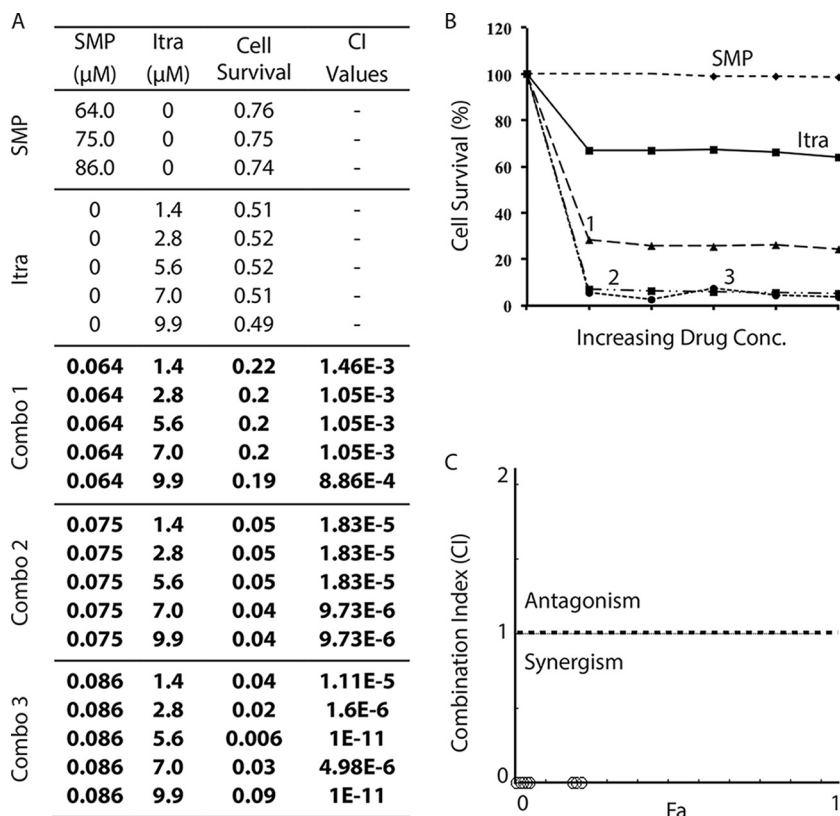 A
SMP Itra Cell CI
(µM) (µM) Survival Values
SMP
64.0 0 0.76 -
75.0 0 0.75 -
86.0 0 0.74 -
Itra
0 1.4 0.51 -
0 2.8 0.52 -
0 5.6 0.52 -
0 7.0 0.51 -
0 9.9 0.49 -
Combo 1
0.064 1.4 0.22 1.46E-3
0.064 2.8 0.2 1.05E-3
0.064 5.6 0.2 1.05E-3
0.064 7.0 0.2 1.05E-3
0.064 9.9 0.19 8.86E-4
Combo 2
0.075 1.4 0.05 1.83E-5
0.075 2.8 0.05 1.83E-5
0.075 5.6 0.05 1.83E-5
0.075 7.0 0.04 9.73E-6
0.075 9.9 0.04 9.73E-6
Combo 3
0.086 1.4 0.04 1.11E-5
0.086 2.8 0.02 1.6E-6
0.086 5.6 0.006 1E-11
0.086 7.0 0.03 4.98E-6
0.086 9.9 0.09 1E-11
B
Cell Survival (%)
120
100
80
60
40
20
0
SMP
Itra
1
2
3
Increasing Drug Conc.
C
Combination Index (CI)
2
1
0
Antagonism
Synergism
0
1
Fa